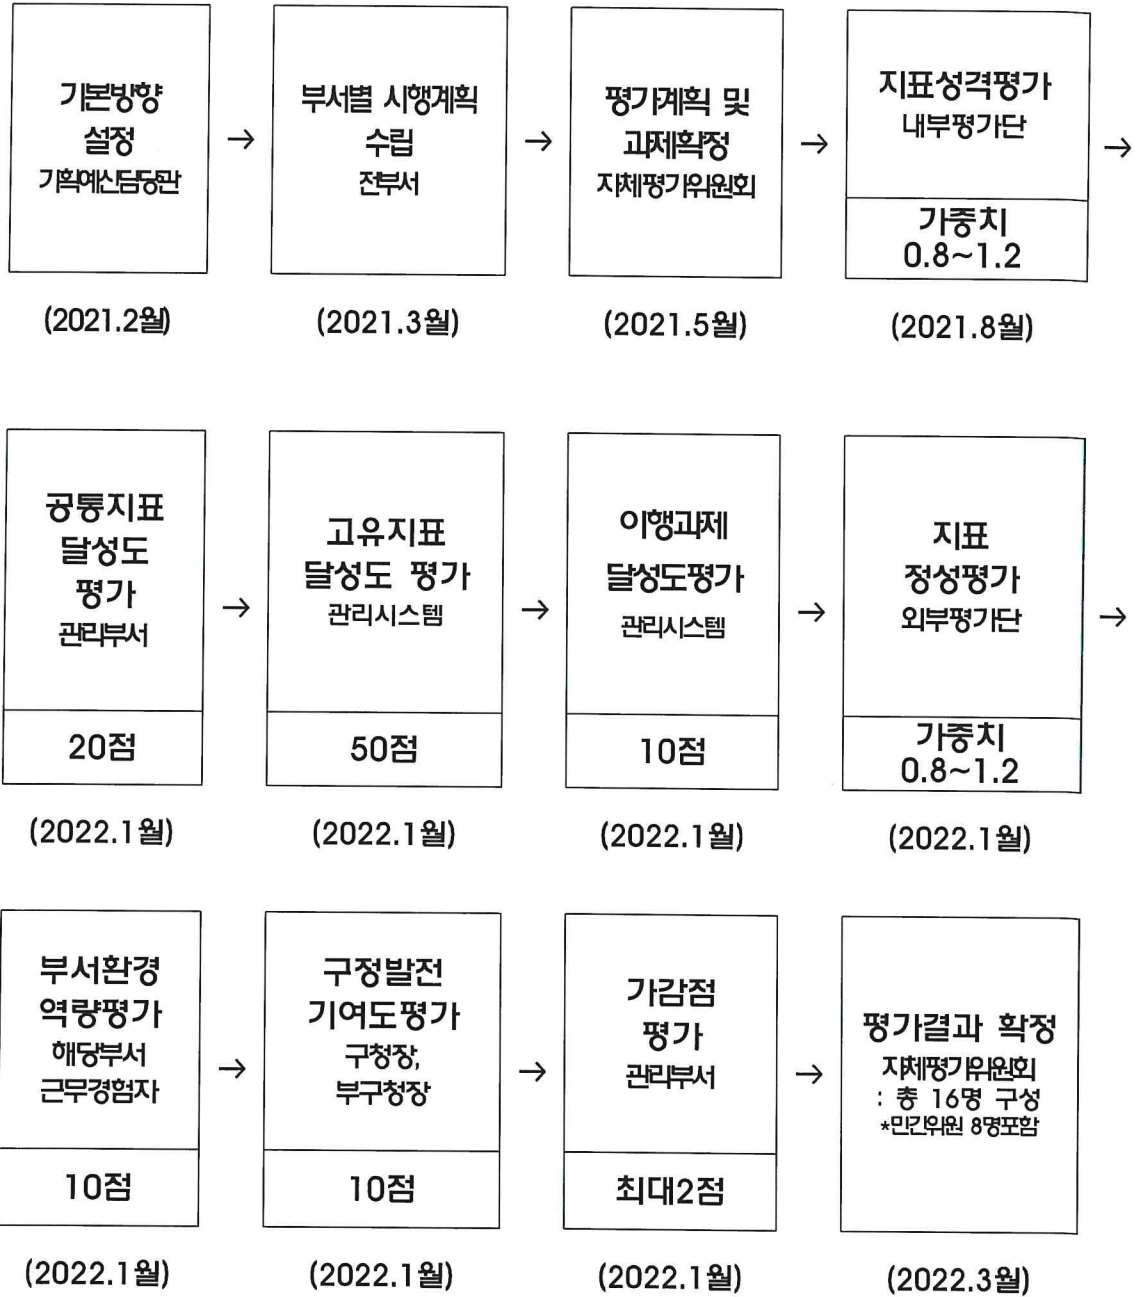 기본방향
설정
기획예산담당관
→
부서별 시행계획
수립
전부서
→
평가계획 및
과제확정
자체평가위원회
→
지표성격평가
내부평가단
가중치
0.8~1.2
→
(2021.2월)
(2021.3월)
(2021.5월)
(2021.8월)
공통지표
달성도
평가
관리부서
20점
→
고유지표
달성도 평가
관리시스템
50점
→
이행과제
달성도평가
관리시스템
10점
→
지표
정성평가
외부평가단
가중치
0.8~1.2
→
(2022.1월)
(2022.1월)
(2022.1월)
(2022.1월)
부서환경
역량평가
해당부서
근무경험자
10점
→
구정발전
기여도평가
구청장,
부구청장
10점
→
가감점
평가
관리부서
최대2점
→
평가결과 확정
자체평가위원회
: 총 16명 구성
*민간위원 8명포함
(2022.1월)
(2022.1월)
(2022.1월)
(2022.3월)